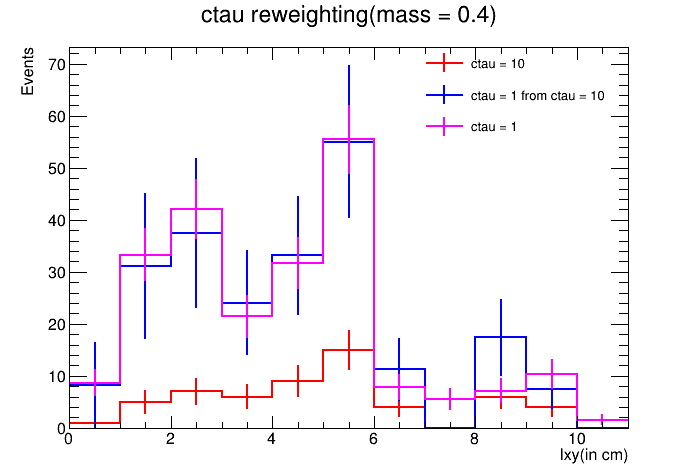 ctau reweighting(mass = 0.4)
Events
70
60
50
40
30
20
10
0
ctau = 10
ctau = 1 from ctau = 10
ctau = 1
0 2 4 6 8 10
lxy(in cm)